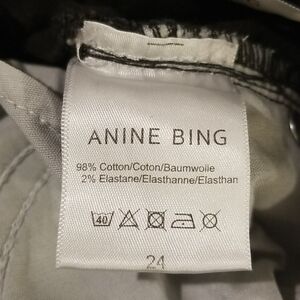 ANINE BING
98% Cotton/Coton/Baumwolle
2% Elastane/Elasthanne/Elasthan
40
24